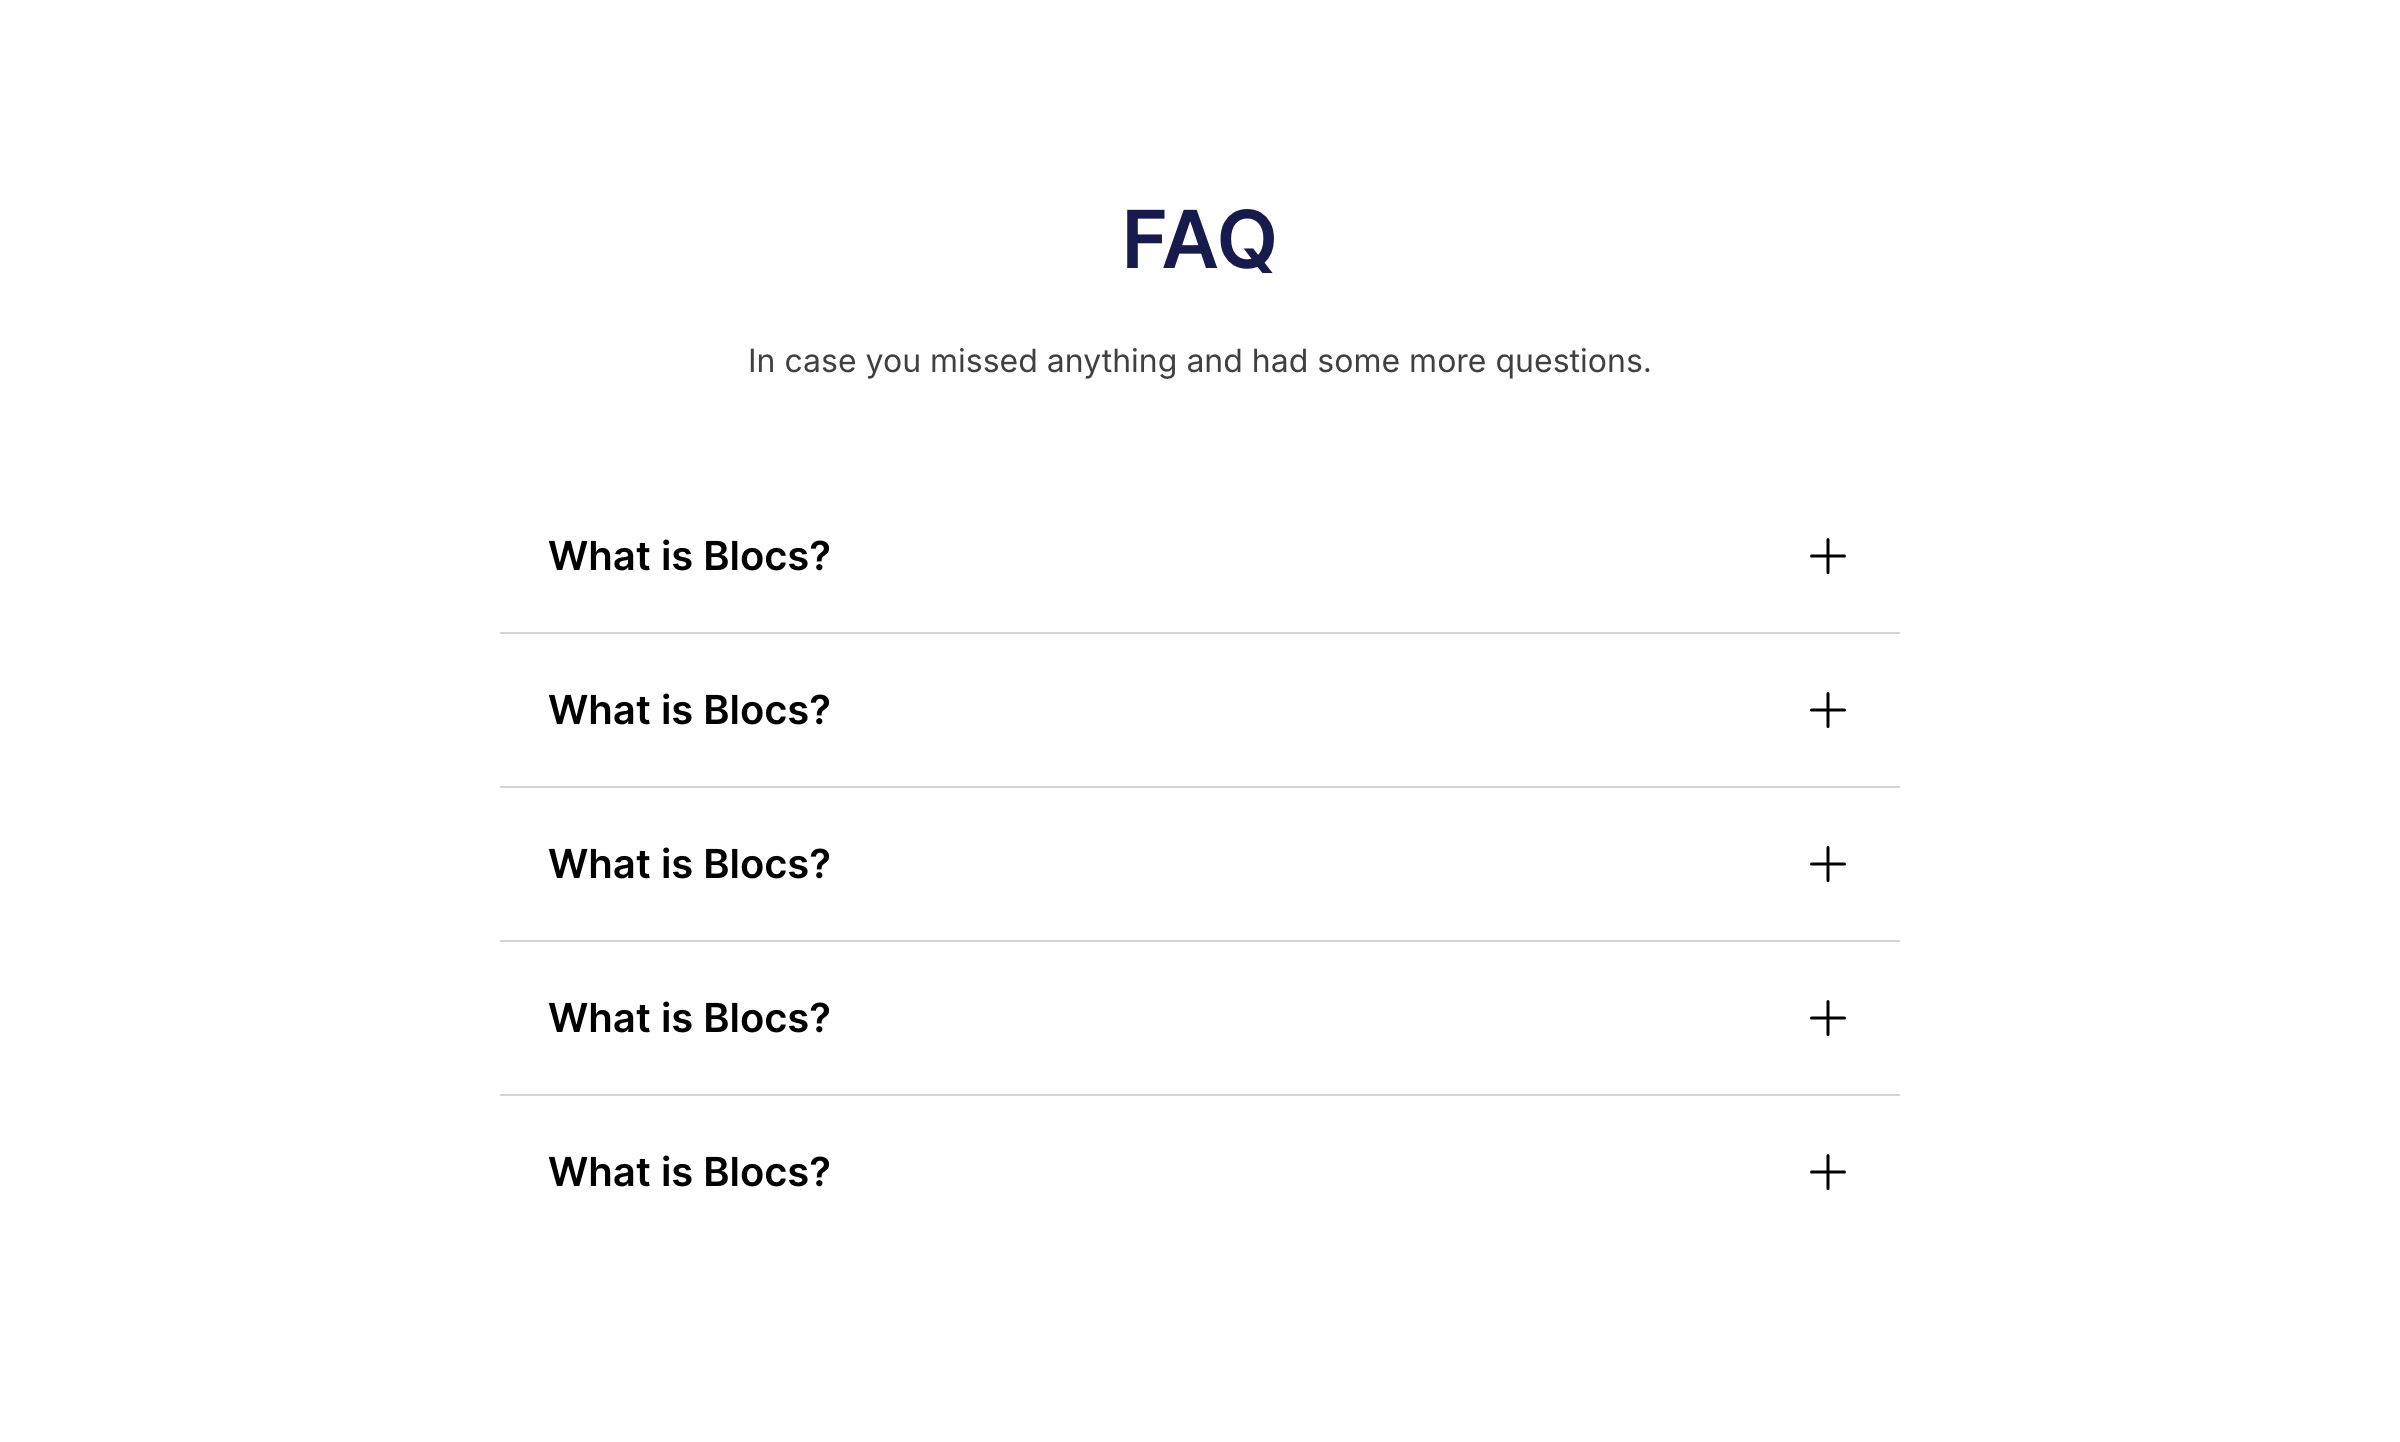 FAQ
In case you missed anything and had some more questions.
What is Blocs?
What is Blocs?
What is Blocs?
What is Blocs?
What is Blocs?